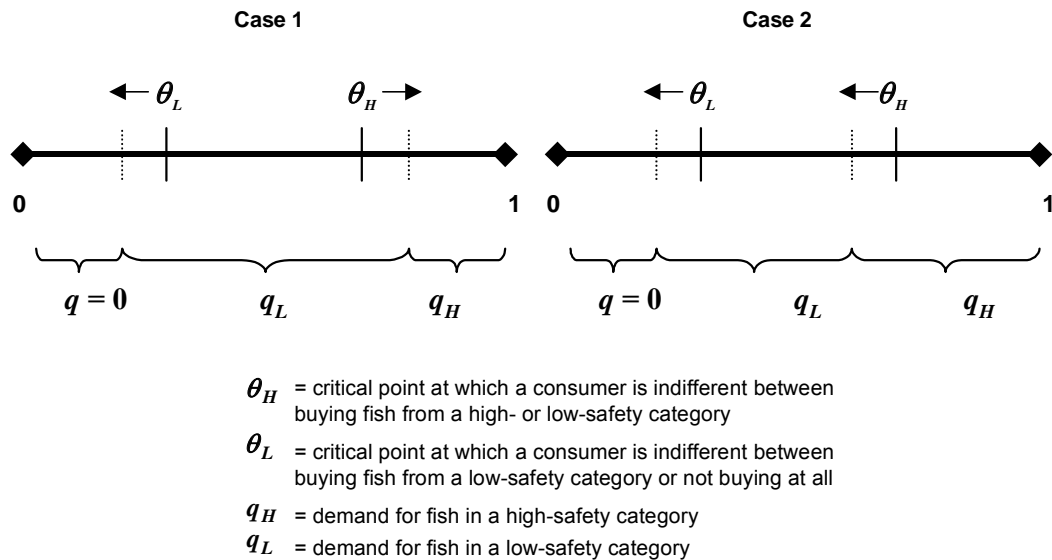 Case 1
Case 2
θL θH
θL θH
0 1
0 1
q = 0 qL qH
q = 0 qL qH
θH = critical point at which a consumer is indifferent between
buying fish from a high- or low-safety category
θL = critical point at which a consumer is indifferent between
buying fish from a low-safety category or not buying at all
qH = demand for fish in a high-safety category
qL = demand for fish in a low-safety category